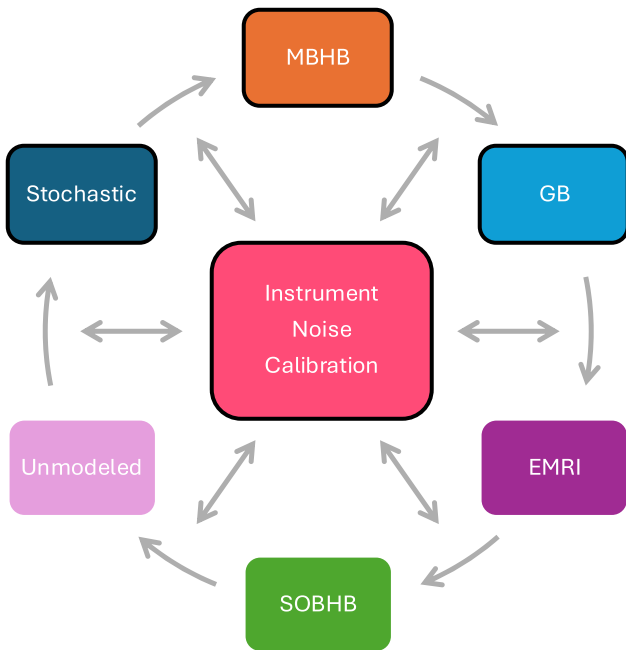 MBHB
Stochastic
GB
Instrument
Noise
Calibration
Unmodeled
EMRI
SOBHB